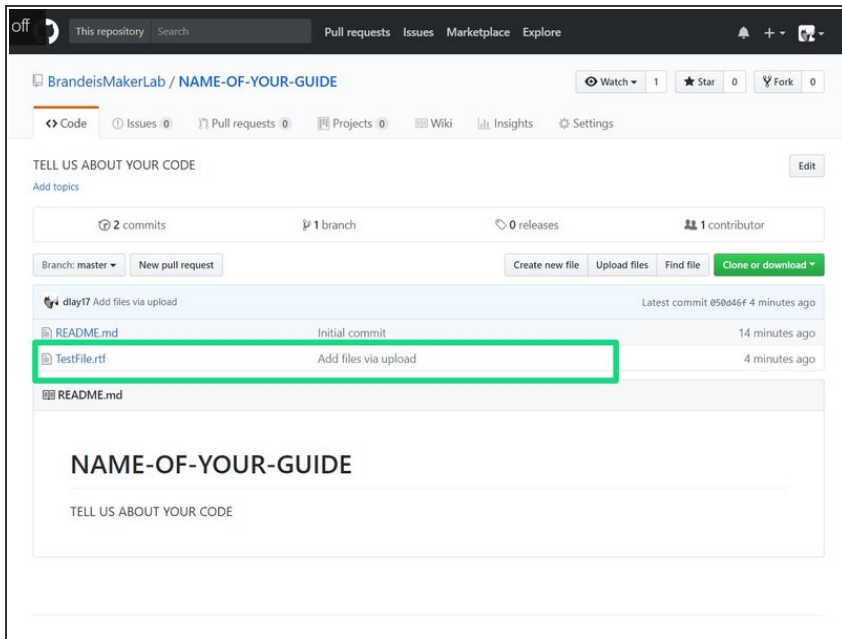 off
This repository Search Pull requests Issues Marketplace Explore
BrandeisMakerLab / NAME-OF-YOUR-GUIDE Watch 1 Star 0 Fork 0
Code Issues 0 Pull requests 0 Projects 0 Wiki Insights Settings
TELL US ABOUT YOUR CODE Edit
Add topics
2 commits 1 branch 0 releases 1 contributor
Branch: master New pull request Create new file Upload files Find file Clone or download
dlay17 Add files via upload Latest commit 050d46f 4 minutes ago
README.md Initial commit 14 minutes ago
TestFile.rtf Add files via upload 4 minutes ago
README.md
NAME-OF-YOUR-GUIDE
TELL US ABOUT YOUR CODE